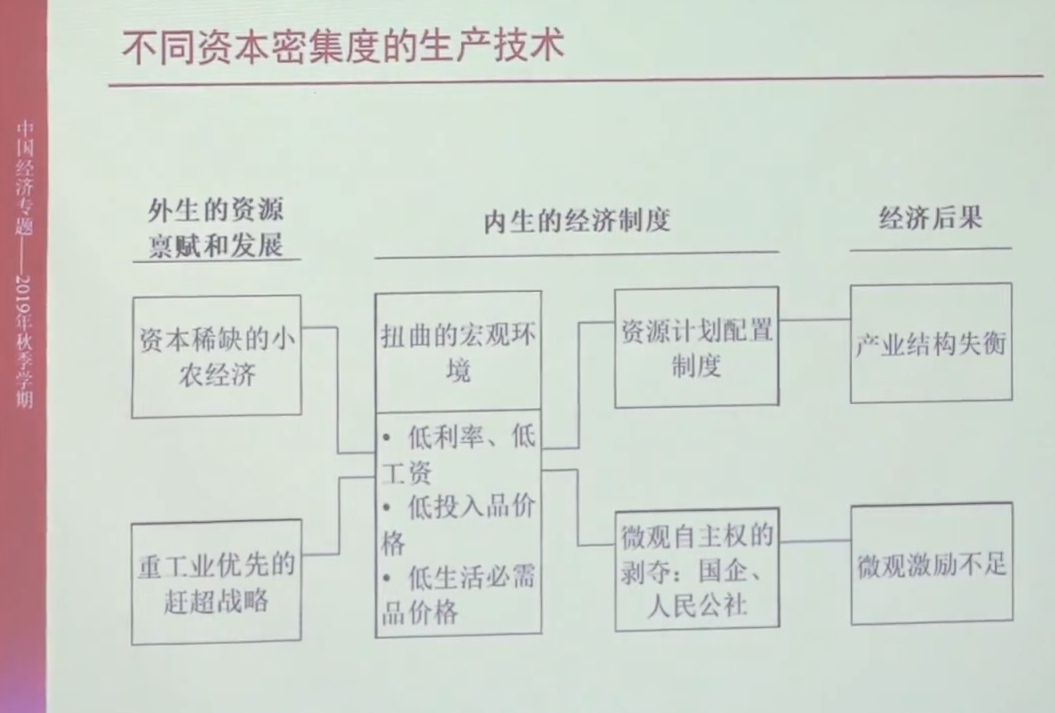 不同资本密集度的生产技术
中国经济专题——2019年秋季学期
外生的资源
禀赋和发展
内生的经济制度
经济后果
资本稀缺的小
农经济
重工业优先的
赶超战略
扭曲的宏观环
境
• 低利率、低
工资
• 低投入品价
格
• 低生活必需
品价格
资源计划配置
制度
微观自主权的
剥夺：国企、
人民公社
产业结构失衡
微观激励不足